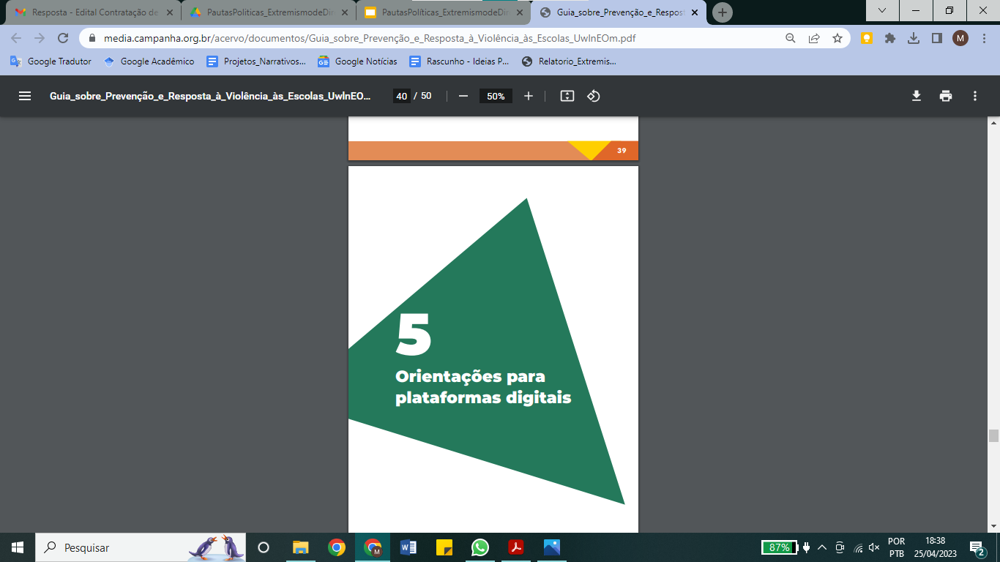 Resposta - Edital Contratação de
PautasPoliticas_ExtremismodeDir
PautasPolíticas_ExtremismodeDir
Guia_sobre_Prevenção_e_Respost
media.campanha.org.br/acervo/documentos/Guia_sobre_Prevenção_e_Resposta_à_Violência_às_Escolas_UwlnEOm.pdf
M
Google Tradutor
Google Acadêmico
Projetos_Narrativos...
Google Notícias
Rascunho - Ideias P...
Relatorio_Extremis...
Guia_sobre_Prevenção_e_Resposta_à_Violência_às_Escolas_UwlnEO...
40 / 50
50%
39
5
Orientações para
plataformas digitais
Pesquisar
87%
POR
PTB
18:38
25/04/2023
2